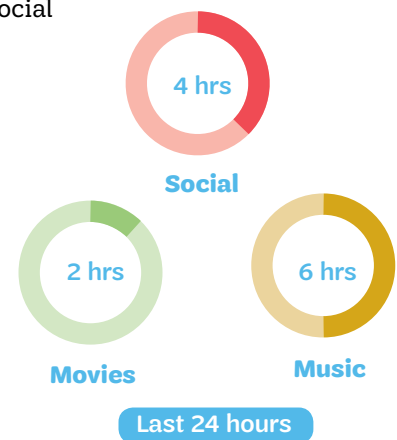 ocial
4 hrs
Social
2 hrs
6 hrs
Movies
Music
Last 24 hours